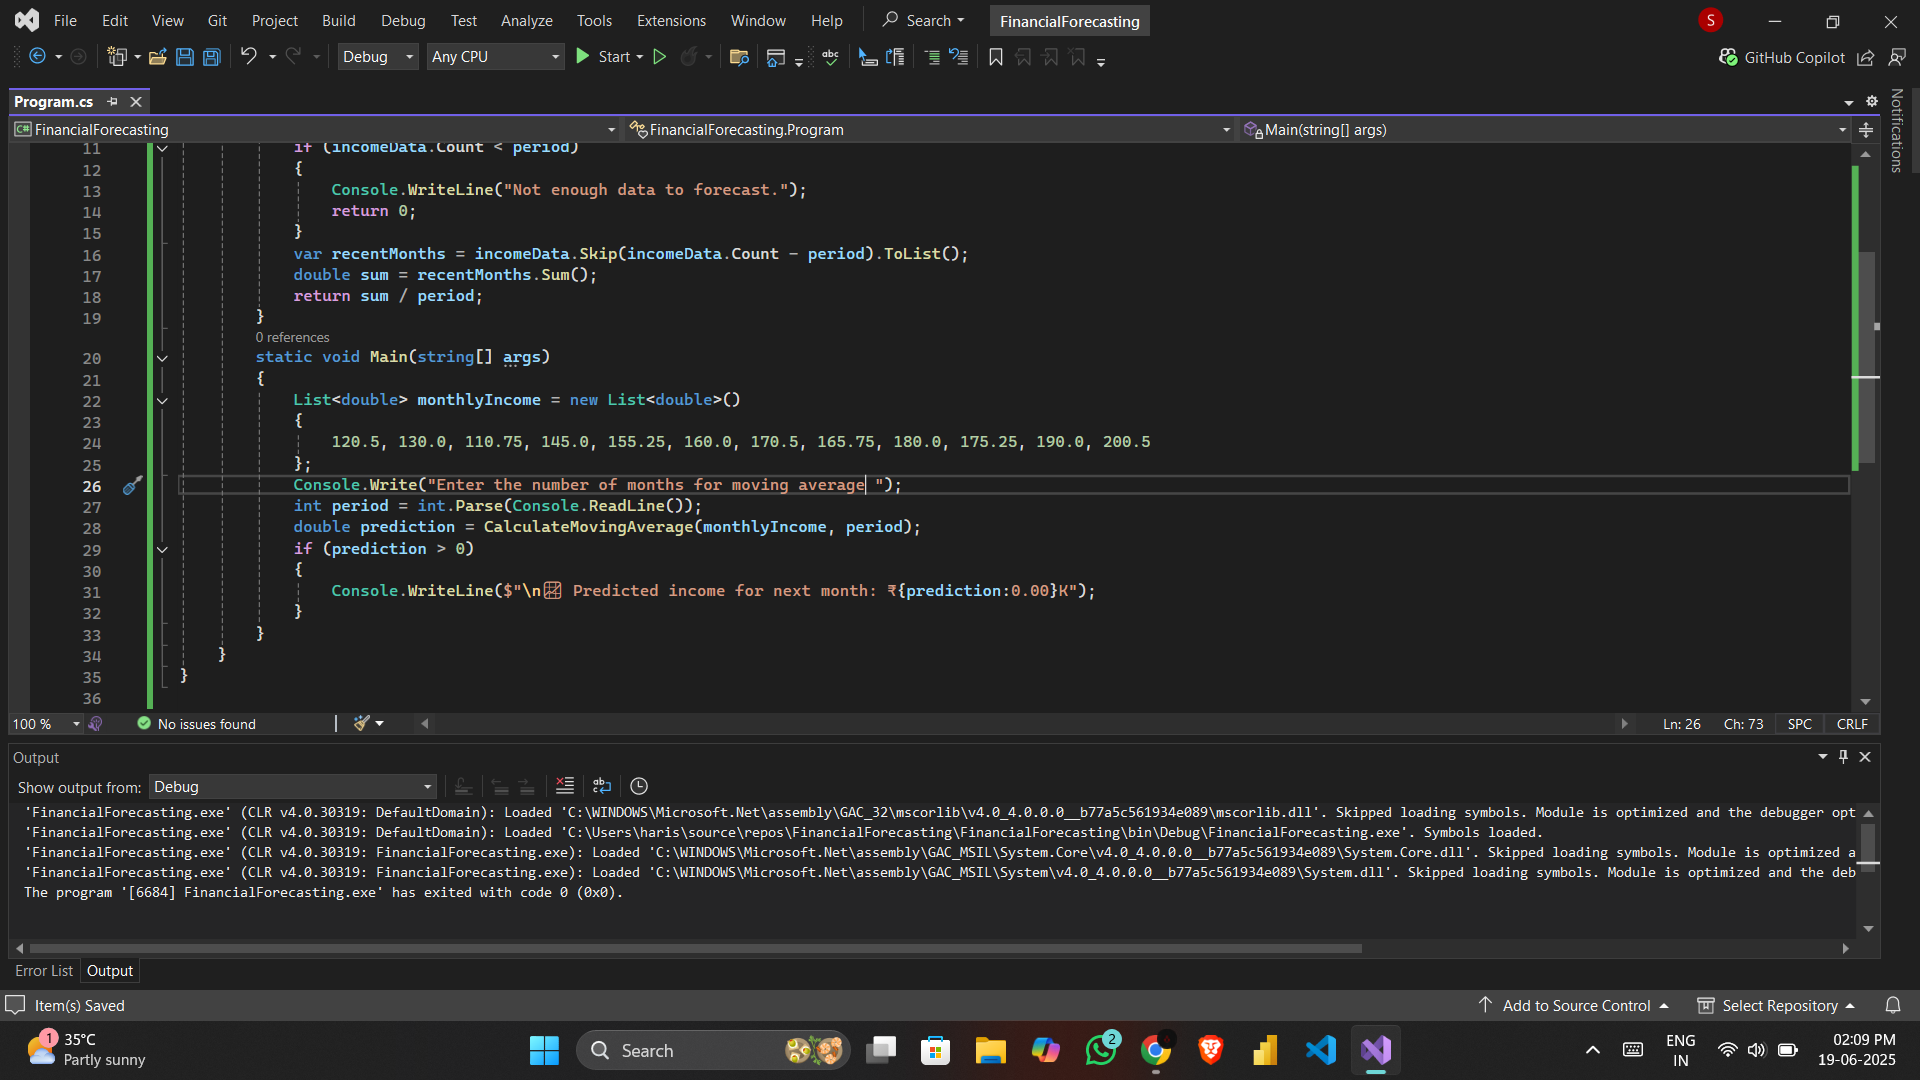 File Edit View Git Project Build Debug Test Analyze Tools Extensions Window Help Search FinancialForecasting S
Debug Any CPU Start GitHub Copilot
Program.cs
Notifications
C# FinancialForecasting FinancialForecasting.Program Main(string[] args)
11 if (incomeData.Count < period)
12 {
13 Console.WriteLine("Not enough data to forecast.");
14 return 0;
15 }
16 var recentMonths = incomeData.Skip(incomeData.Count - period).ToList();
17 double sum = recentMonths.Sum();
18 return sum / period;
19 }
0 references
20 static void Main(string[] args)
21 {
22 List<double> monthlyIncome = new List<double>()
23 {
24 120.5, 130.0, 110.75, 145.0, 155.25, 160.0, 170.5, 165.75, 180.0, 175.25, 190.0, 200.5
25 };
26 Console.Write("Enter the number of months for moving average ");
27 int period = int.Parse(Console.ReadLine());
28 double prediction = CalculateMovingAverage(monthlyIncome, period);
29 if (prediction > 0)
30 {
31 Console.WriteLine($"\n📈 Predicted income for next month: ₹{prediction:0.00}K");
32 }
33 }
34 }
35 }
36
100 % No issues found Ln: 26 Ch: 73 SPC CRLF
Output
Show output from: Debug
'FinancialForecasting.exe' (CLR v4.0.30319: DefaultDomain): Loaded 'C:\WINDOWS\Microsoft.Net\assembly\GAC_32\mscorlib\v4.0_4.0.0.0__b77a5c561934e089\mscorlib.dll'. Skipped loading symbols. Module is optimized and the debugger opt
'FinancialForecasting.exe' (CLR v4.0.30319: DefaultDomain): Loaded 'C:\Users\haris\source\repos\FinancialForecasting\FinancialForecasting\bin\Debug\FinancialForecasting.exe'. Symbols loaded.
'FinancialForecasting.exe' (CLR v4.0.30319: FinancialForecasting.exe): Loaded 'C:\WINDOWS\Microsoft.Net\assembly\GAC_MSIL\System.Core\v4.0_4.0.0.0__b77a5c561934e089\System.Core.dll'. Skipped loading symbols. Module is optimized a
'FinancialForecasting.exe' (CLR v4.0.30319: FinancialForecasting.exe): Loaded 'C:\WINDOWS\Microsoft.Net\assembly\GAC_MSIL\System\v4.0_4.0.0.0__b77a5c561934e089\System.dll'. Skipped loading symbols. Module is optimized and the deb
The program '[6684] FinancialForecasting.exe' has exited with code 0 (0x0).
Error List Output
Item(s) Saved Add to Source Control Select Repository
1 35°C Search 2 ENG 02:09 PM
Partly sunny IN 19-06-2025